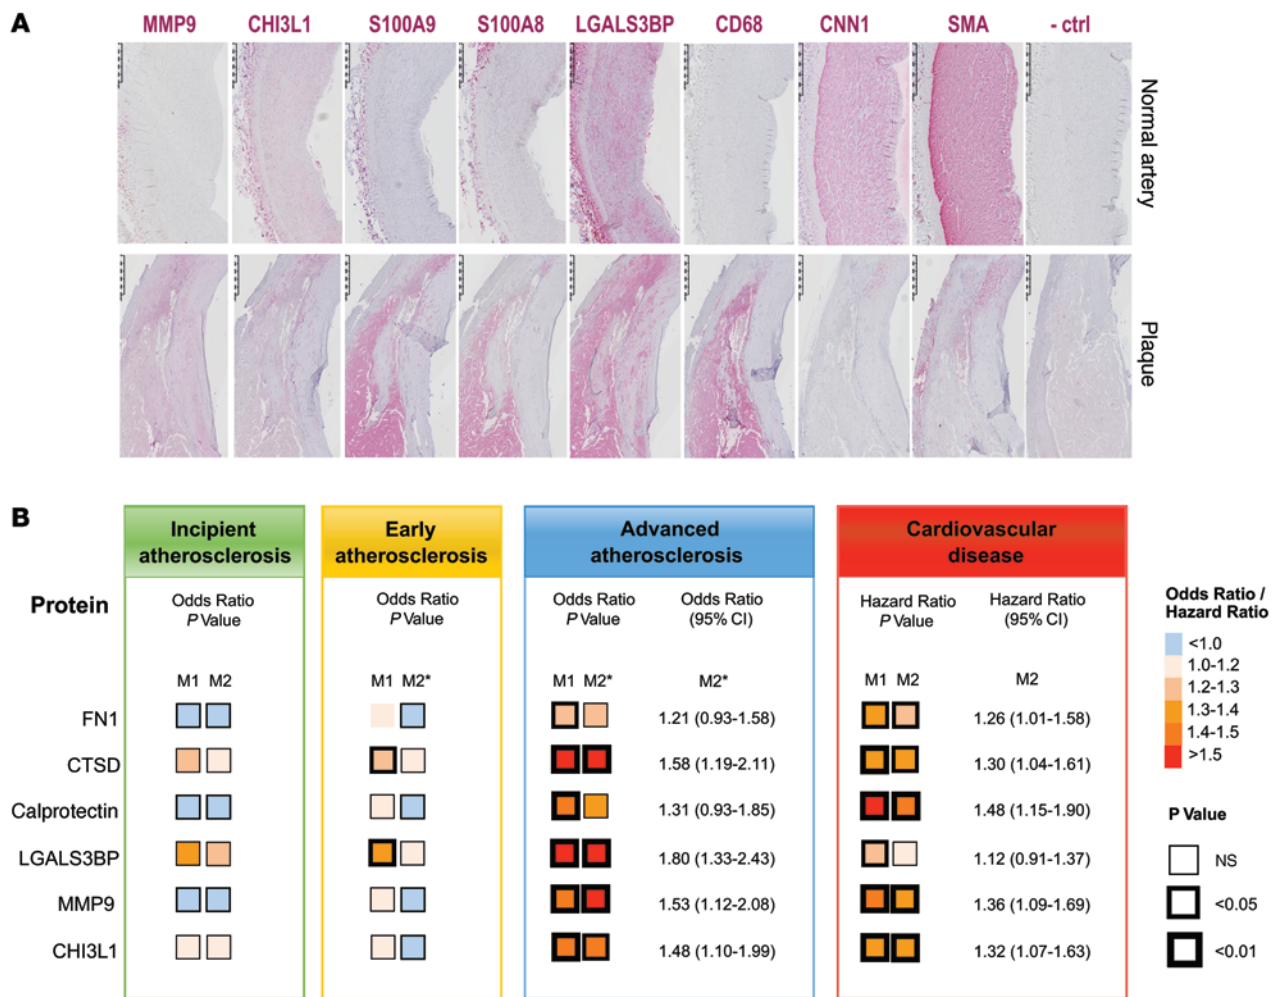 A
MMP9 CHI3L1 S100A9 S100A8 LGALS3BP CD68 CNN1 SMA - ctrl
Normal artery
Plaque
B
Incipient atherosclerosis
Early atherosclerosis
Advanced atherosclerosis
Cardiovascular disease
Protein
Odds Ratio P Value
Odds Ratio P Value
Odds Ratio P Value
Odds Ratio (95% CI)
Hazard Ratio P Value
Hazard Ratio (95% CI)
M1 M2 M1 M2* M1 M2* M2* M1 M2 M2
FN1 1.21 (0.93-1.58) 1.26 (1.01-1.58)
CTSD 1.58 (1.19-2.11) 1.30 (1.04-1.61)
Calprotectin 1.31 (0.93-1.85) 1.48 (1.15-1.90)
LGALS3BP 1.80 (1.33-2.43) 1.12 (0.91-1.37)
MMP9 1.53 (1.12-2.08) 1.36 (1.09-1.69)
CHI3L1 1.48 (1.10-1.99) 1.32 (1.07-1.63)
Odds Ratio /
Hazard Ratio
<1.0
1.0-1.2
1.2-1.3
1.3-1.4
1.4-1.5
>1.5
P Value
NS
<0.05
<0.01